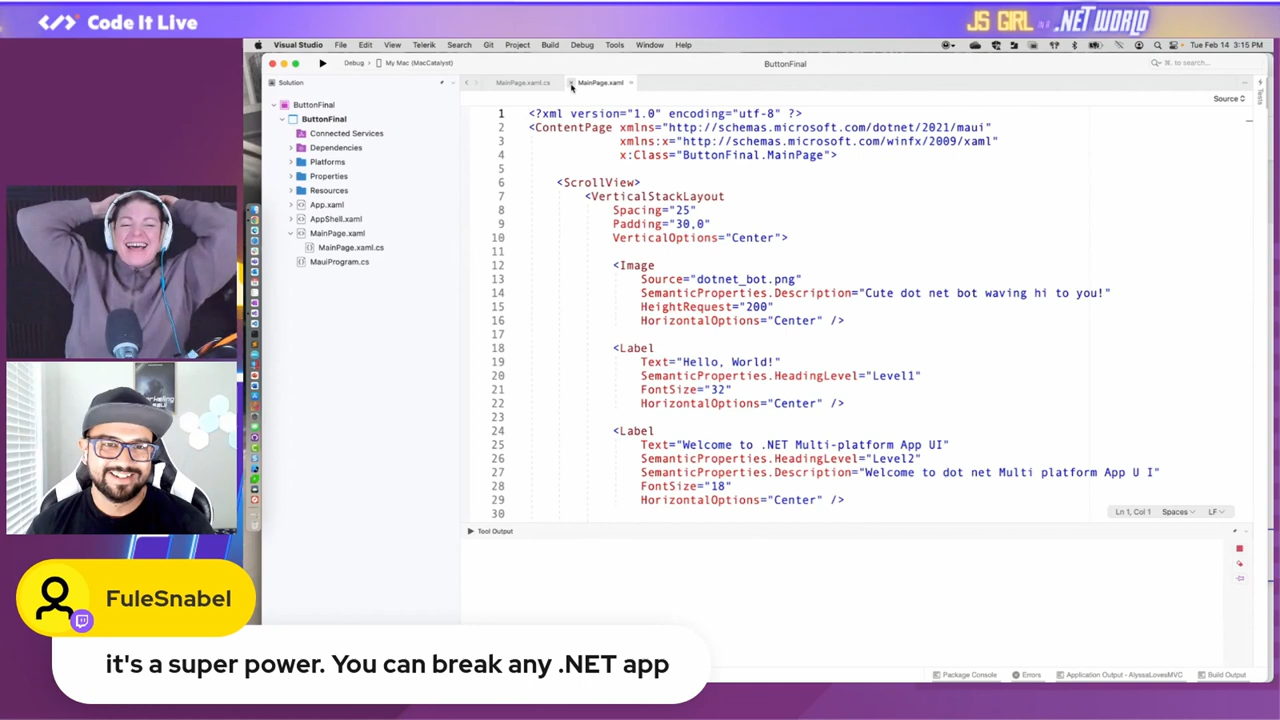 </> Code It Live
JS GIRL IN A .NET WORLD
Visual Studio File Edit View Telerik Search Git Project Build Debug Tools Window Help
Tue Feb 14 3:15 PM
Debug > My Mac (MacCatalyst)
ButtonFinal
to search...
Solution
MainPage.xaml.cs
MainPage.xaml
Source
Tests
ButtonFinal
ButtonFinal
Connected Services
Dependencies
Platforms
Properties
Resources
App.xaml
AppShell.xaml
MainPage.xaml
MainPage.xaml.cs
MauiProgram.cs
1 <?xml version="1.0" encoding="utf-8" ?>
2 <ContentPage xmlns="http://schemas.microsoft.com/dotnet/2021/maui"
3 xmlns:x="http://schemas.microsoft.com/winfx/2009/xaml"
4 x:Class="ButtonFinal.MainPage">
5
6 <ScrollView>
7 <VerticalStackLayout
8 Spacing="25"
9 Padding="30,0"
10 VerticalOptions="Center">
11
12 <Image
13 Source="dotnet_bot.png"
14 SemanticProperties.Description="Cute dot net bot waving hi to you!"
15 HeightRequest="200"
16 HorizontalOptions="Center" />
17
18 <Label
19 Text="Hello, World!"
20 SemanticProperties.HeadingLevel="Level1"
21 FontSize="32"
22 HorizontalOptions="Center" />
23
24 <Label
25 Text="Welcome to .NET Multi-platform App UI"
26 SemanticProperties.HeadingLevel="Level2"
27 SemanticProperties.Description="Welcome to dot net Multi platform App U I"
28 FontSize="18"
29 HorizontalOptions="Center" />
30
Ln 1, Col 1 Spaces LF
Tool Output
FuleSnabel
it's a super power. You can break any .NET app
Package Console Errors Application Output - AlyssaLovesMVC Build Output